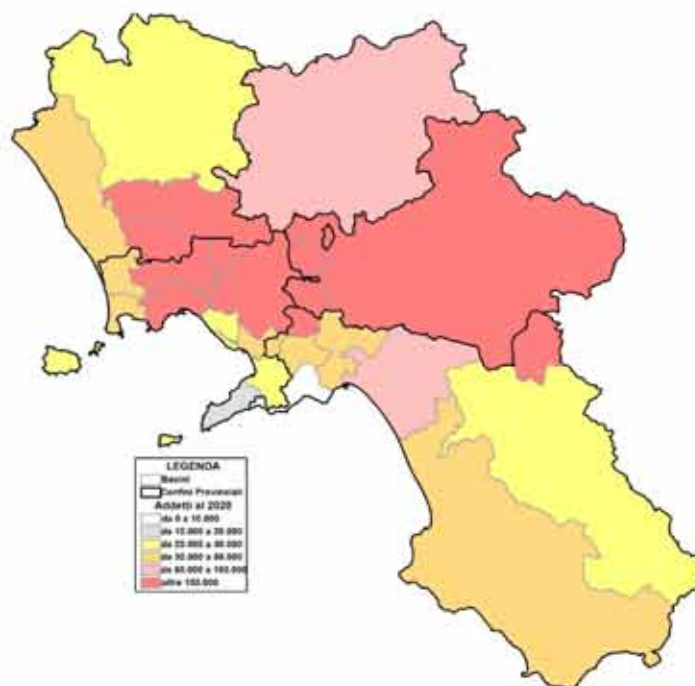 LEGENDA
Bacini
Confini Provinciali
Addetti al 2020
da 0 a 10.000
da 10.000 a 20.000
da 20.000 a 30.000
da 30.000 a 60.000
da 60.000 a 100.000
oltre 100.000